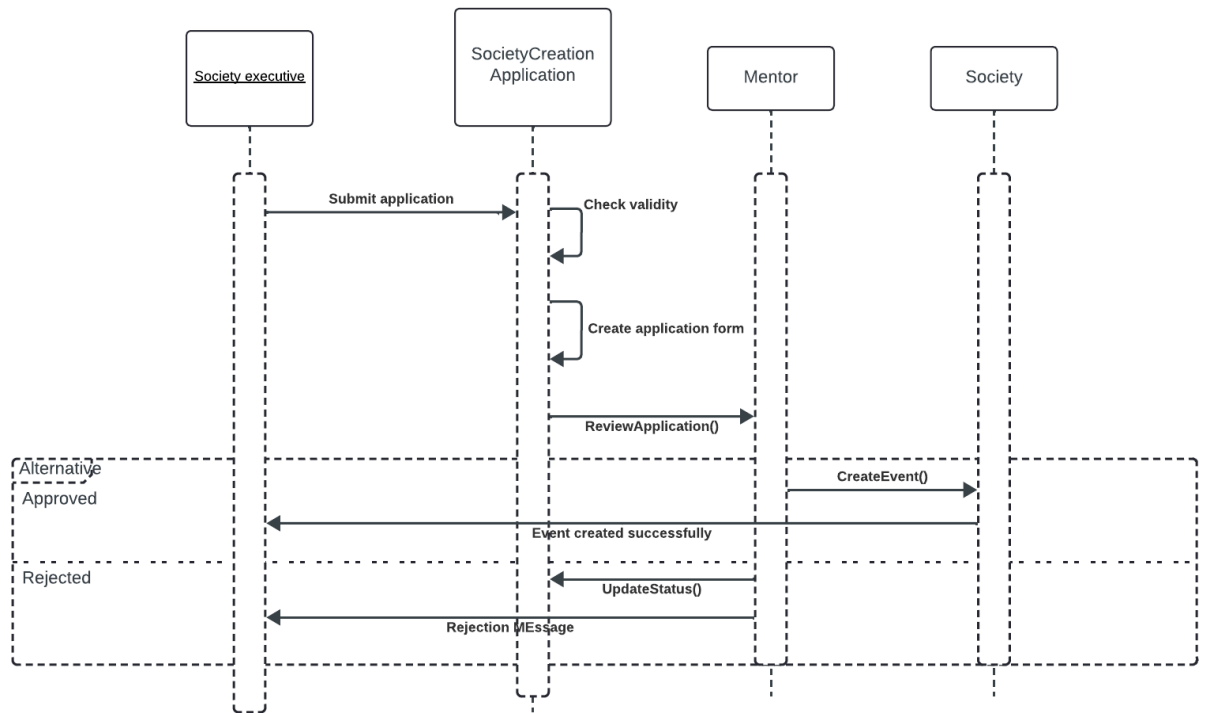 Society executive
SocietyCreation
Application
Mentor
Society
Submit application
Check validity
Create application form
ReviewApplication()
Alternative
CreateEvent()
Approved
Event created successfully
Rejected
UpdateStatus()
Rejection MEssage